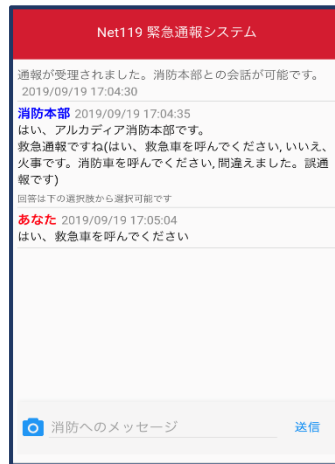 Net119 緊急通報システム
通報が受理されました。消防本部との会話が可能です。
2019/09/19 17:04:30
消防本部 2019/09/19 17:04:35
はい、アルカディア消防本部です。
救急通報ですね(はい、救急車を呼んでください, いいえ、
火事です。消防車を呼んでください, 間違えました。誤通
報です)
回答は下の選択肢から選択可能です
あなた 2019/09/19 17:05:04
はい、救急車を呼んでください
消防へのメッセージ
送信